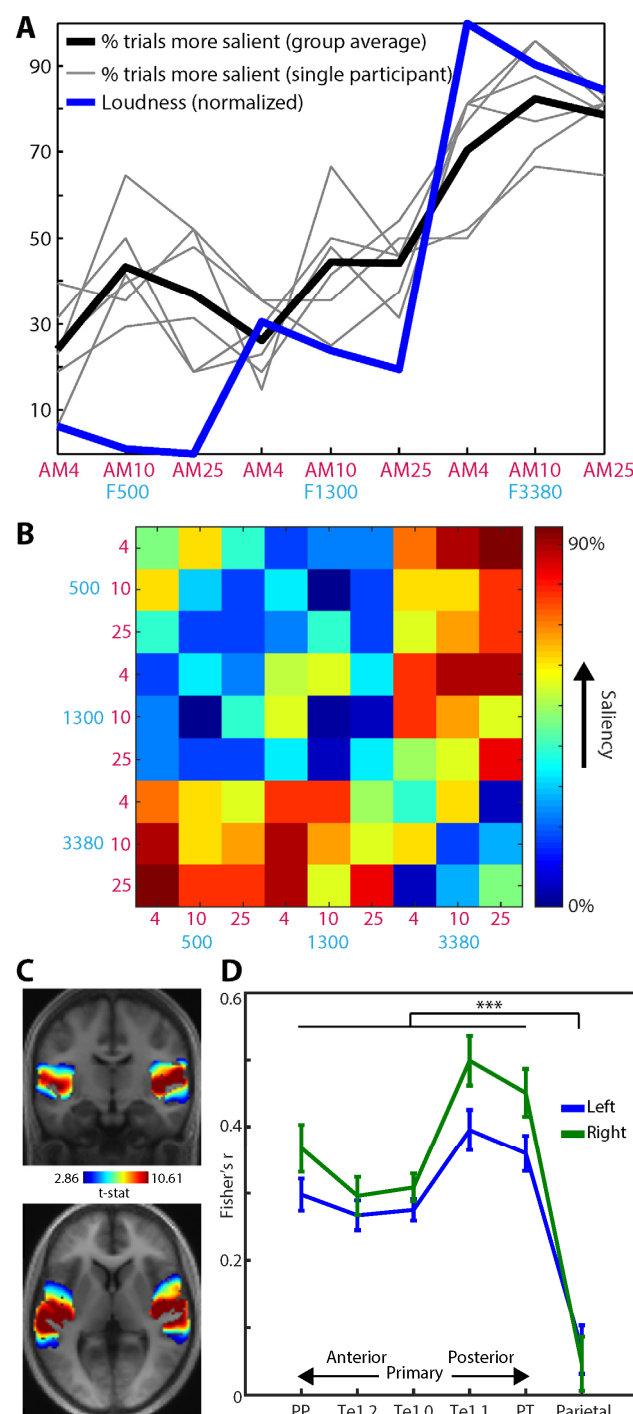 A
% trials more salient (group average)
% trials more salient (single participant)
Loudness (normalized)
90
70
50
30
10
AM4 AM10 AM25 AM4 AM10 AM25 AM4 AM10 AM25
F500 F1300 F3380
B
4
500 10
25
4
1300 10
25
4
3380 10
25
4 10 25 4 10 25 4 10 25
500 1300 3380
90%
Saliency
0%
C
2.86 10.61
t-stat
D
0.6
0.4
0.2
0
Fisher's r
***
Left
Right
Anterior Posterior
Primary
PP Te1.2 Te1.0 Te1.1 PT Parietal